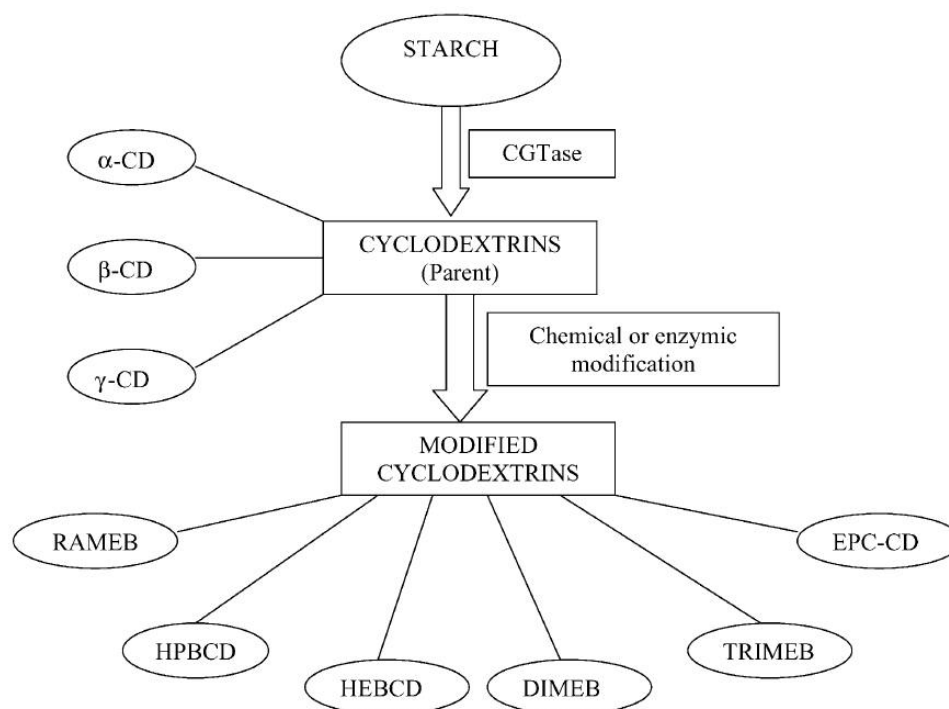 STARCH
CGTase
α-CD
CYCLODEXTRINS
(Parent)
β-CD
Chemical or enzymic
modification
γ-CD
MODIFIED
CYCLODEXTRINS
RAMEB
EPC-CD
HPBCD
TRIMEB
HEBCD
DIMEB